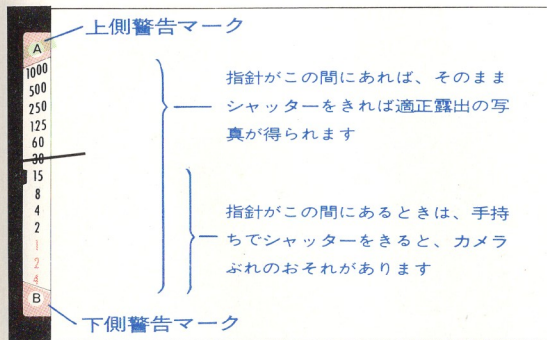 上側警告マーク
A
1000
500
250
125
60
30
15
8
4
2
1
2
4
B
指針がこの間にあれば、そのまま
シャッターをきれば適正露出の写
真が得られます
指針がこの間にあるときは、手持
ちでシャッターをきると、カメラ
ぶれのおそれがあります
下側警告マーク